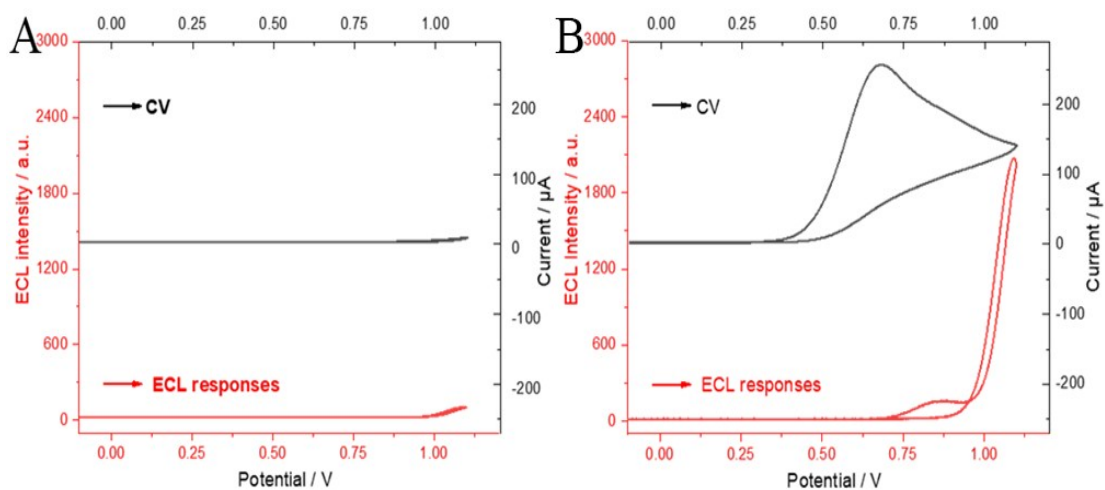 A
0.00 0.25 0.50 0.75 1.00
3000
2400
1800
1200
600
0
ECL intensity / a.u.
CV
ECL responses
200
100
0
-100
-200
Current / μA
0.00 0.25 0.50 0.75 1.00
Potential / V
B
0.00 0.25 0.50 0.75 1.00
3000
2400
1800
1200
600
0
ECL Intensity / a.u.
CV
ECL responses
200
100
0
-100
-200
Current / μA
0.00 0.25 0.50 0.75 1.00
Potential / V